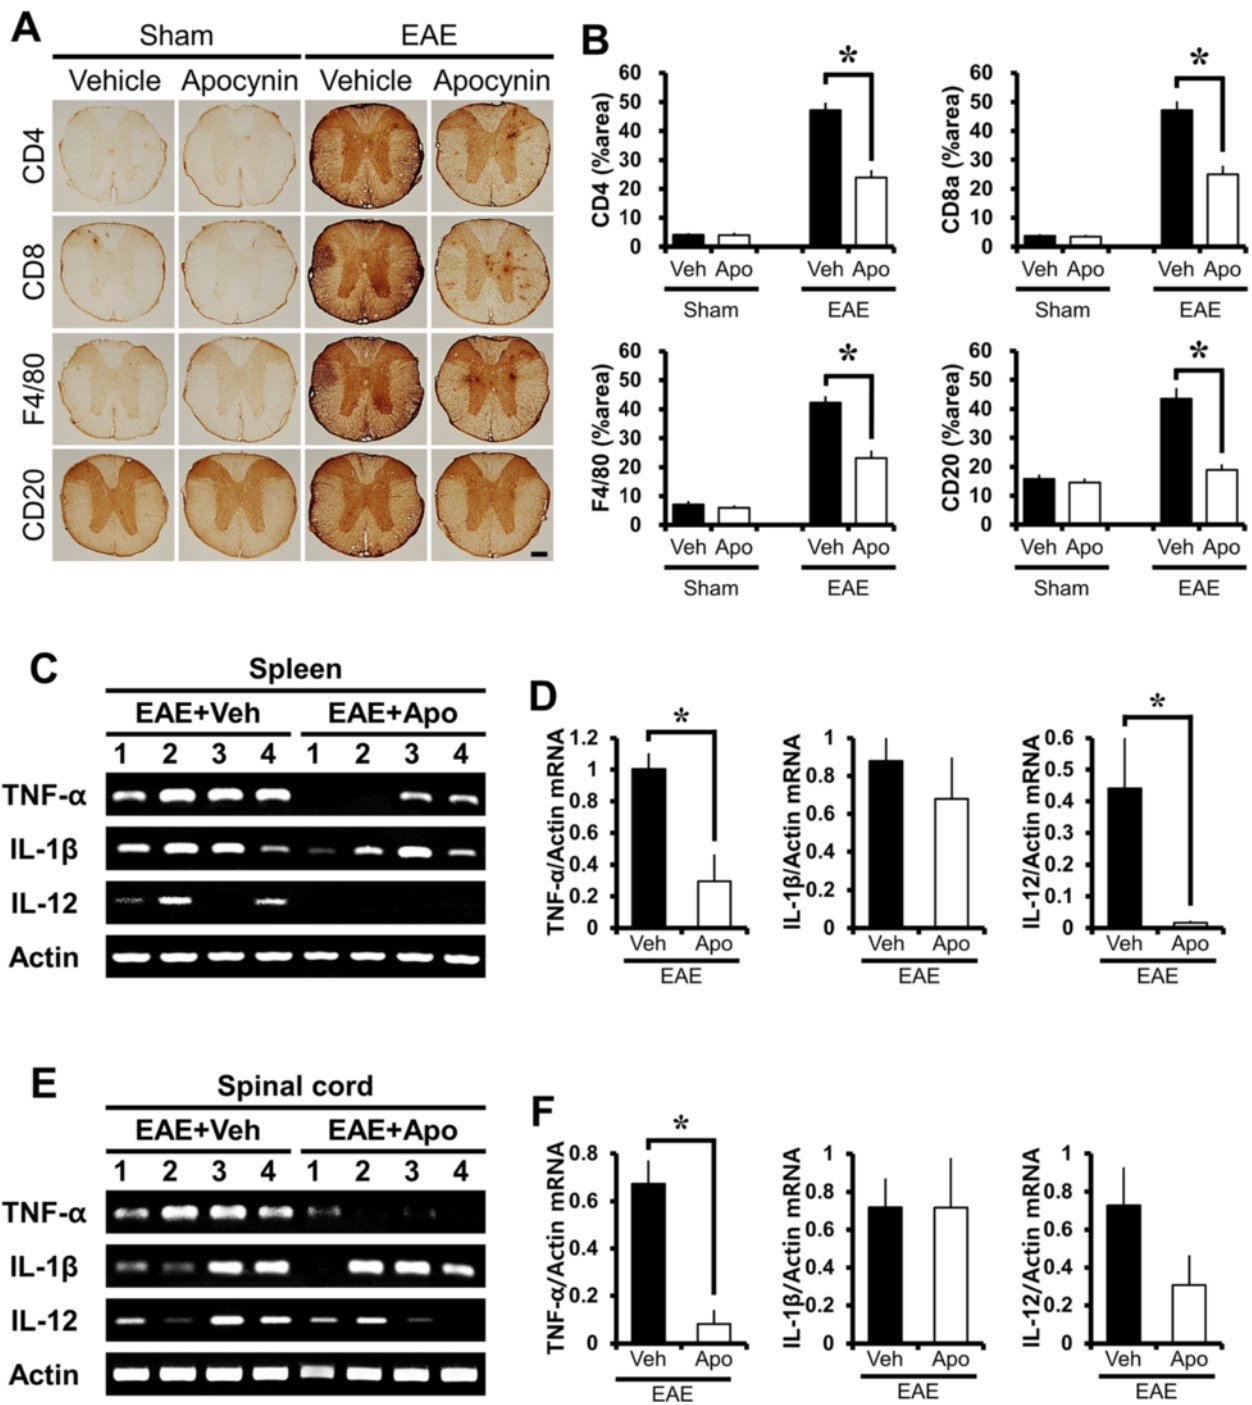 A
Sham EAE
Vehicle Apocynin Vehicle Apocynin
CD4
CD8
F4/80
CD20
B
CD4 (%area)
60
50
40
30
20
10
0
*
Veh Apo Veh Apo
Sham EAE
CD8a (%area)
60
50
40
30
20
10
0
*
Veh Apo Veh Apo
Sham EAE
F4/80 (%area)
60
50
40
30
20
10
0
*
Veh Apo Veh Apo
Sham EAE
CD20 (%area)
60
50
40
30
20
10
0
*
Veh Apo Veh Apo
Sham EAE
C
Spleen
EAE+Veh EAE+Apo
1 2 3 4 1 2 3 4
TNF-α
IL-1β
IL-12
Actin
D
TNF-α/Actin mRNA
1.2
1
0.8
0.6
0.4
0.2
0
*
Veh Apo
EAE
IL-1β/Actin mRNA
1
0.8
0.6
0.4
0.2
0
Veh Apo
EAE
IL-12/Actin mRNA
0.6
0.5
0.4
0.3
0.2
0.1
0
*
Veh Apo
EAE
E
Spinal cord
EAE+Veh EAE+Apo
1 2 3 4 1 2 3 4
TNF-α
IL-1β
IL-12
Actin
F
TNF-α/Actin mRNA
0.8
0.6
0.4
0.2
0
*
Veh Apo
EAE
IL-1β/Actin mRNA
1
0.8
0.6
0.4
0.2
0
Veh Apo
EAE
IL-12/Actin mRNA
1
0.8
0.6
0.4
0.2
0
Veh Apo
EAE